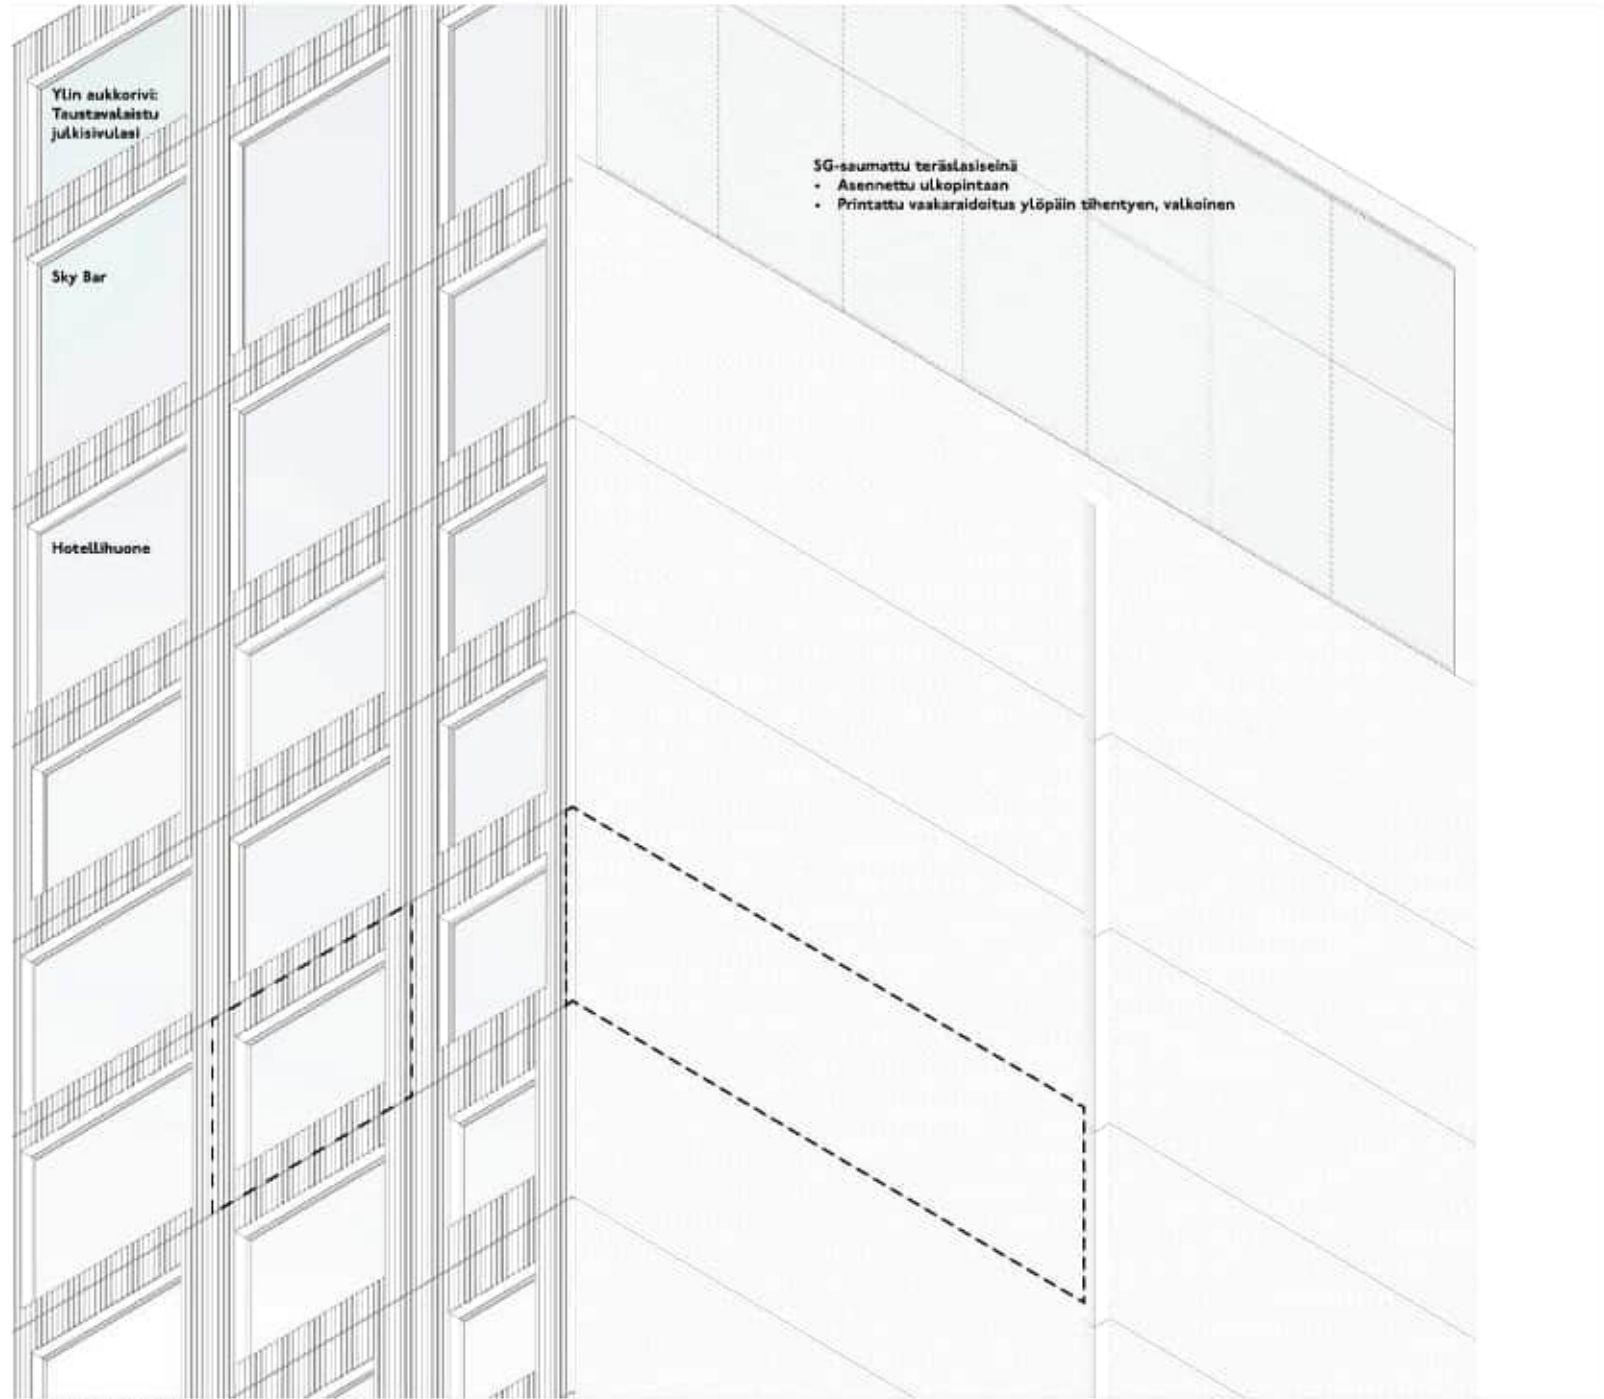 Ylin aukkorivi:
Taustavalaistu
julkisivulasi
SG-saumattu teräslasiseinä
• Asennettu ulkopintaan
• Printattu vaakaraidoitus ylöpäin tihentyen, valkoinen
Sky Bar
Hotellihuone